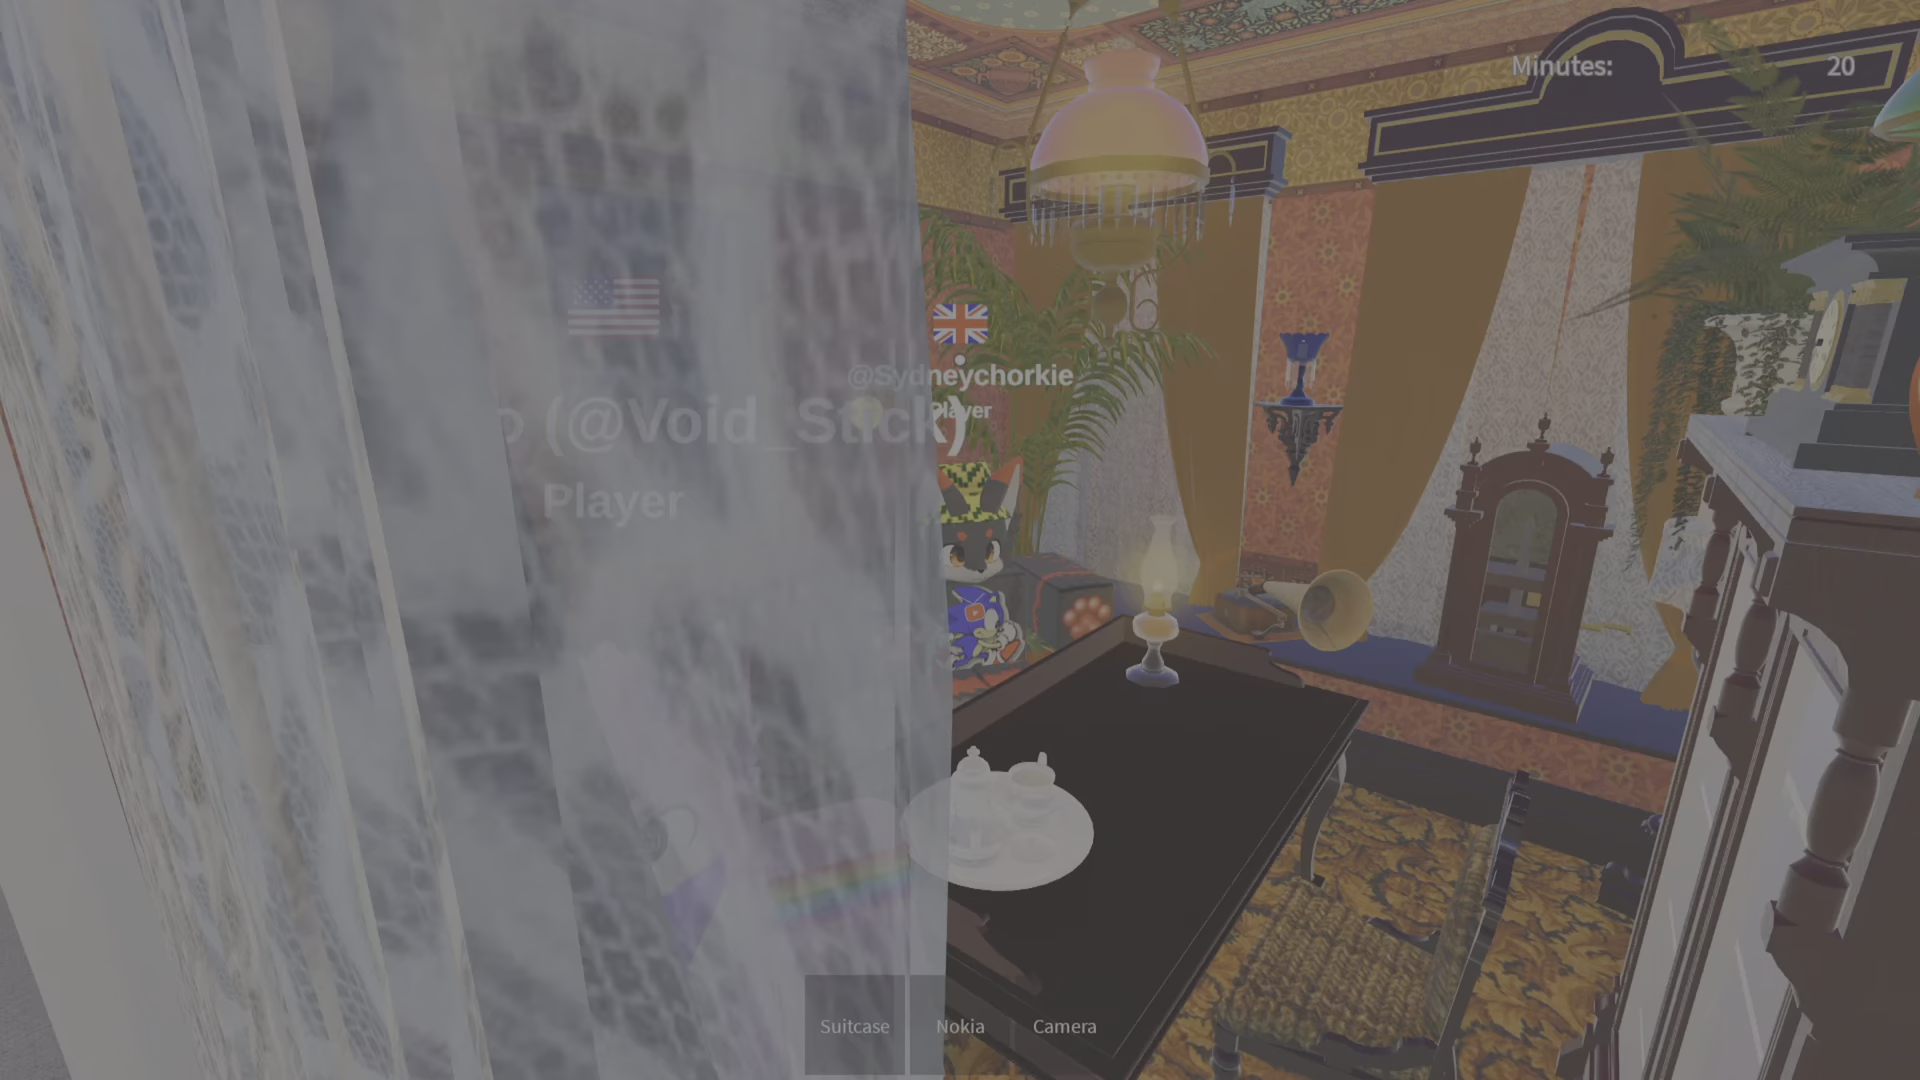 Minutes: 20
@Sydneychorkie
Player
(@Void_Stick)
Player
Suitcase Nokia Camera